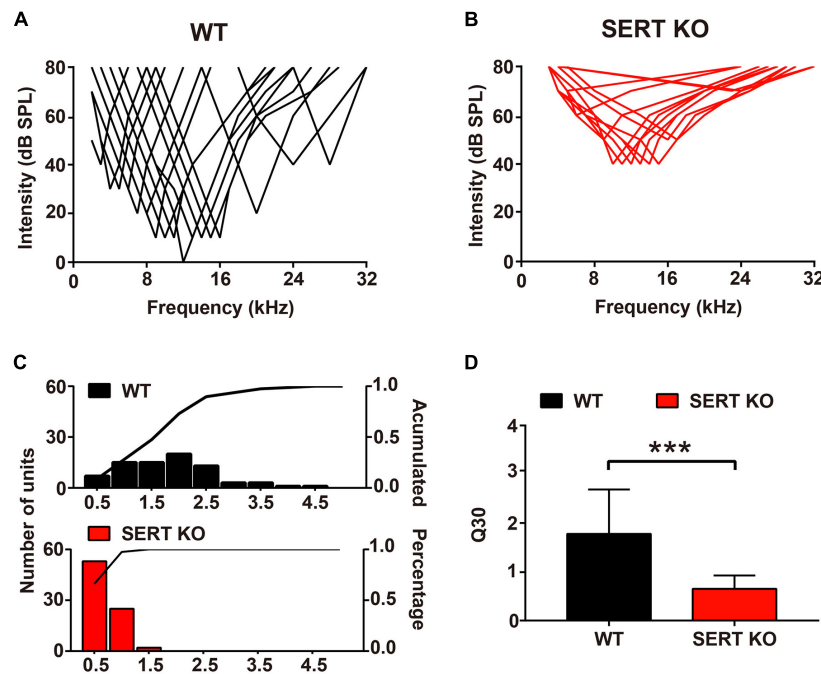 A
WT
Intensity (dB SPL)
80
60
40
20
0
0
8
16
24
32
Frequency (kHz)
B
SERT KO
Intensity (dB SPL)
80
60
40
20
0
0
8
16
24
32
Frequency (kHz)
C
Number of units
WT
60
30
0
1.0
0.5
0.0
0.5 1.5 2.5 3.5 4.5
Acumulated
SERT KO
60
30
0
1.0
0.5
0.0
0.5 1.5 2.5 3.5 4.5
Percentage
D
WT
SERT KO
Q30
4
3
2
1
0
***
WT
SERT KO